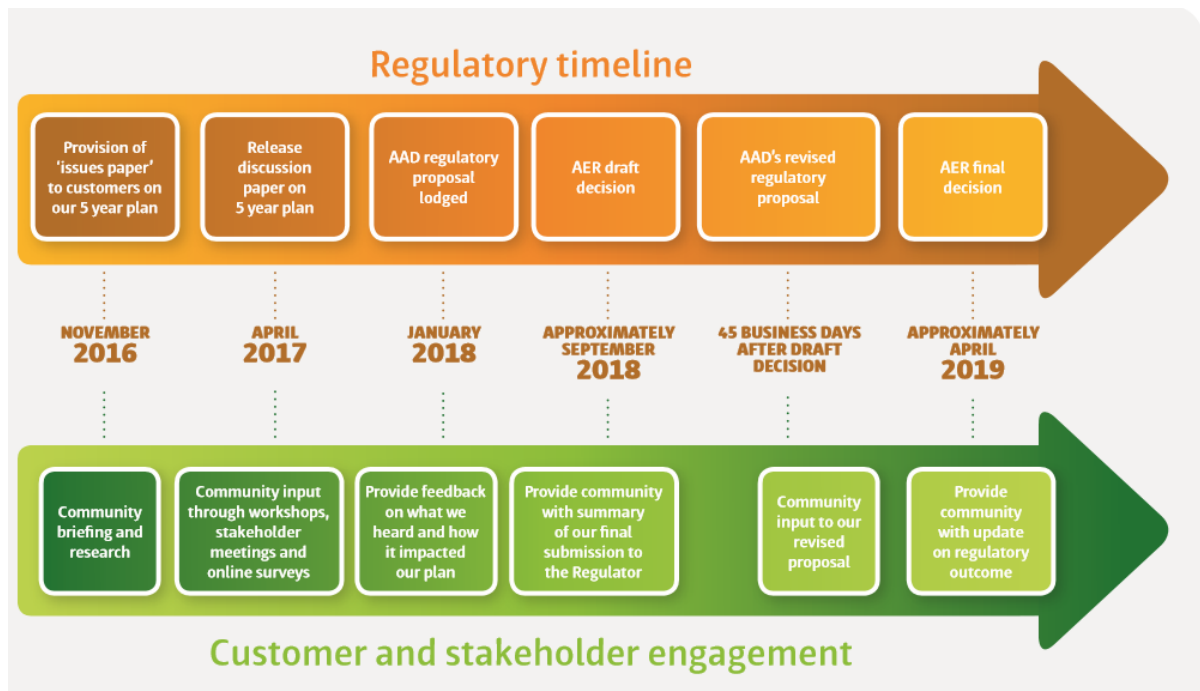 Regulatory timeline
Provision of
‘issues paper’
to customers on
our 5 year plan
Release
discussion
paper on
5 year plan
AAD regulatory
proposal
lodged
AER draft
decision
AAD’s revised
regulatory
proposal
AER final
decision
NOVEMBER
2016
APRIL
2017
JANUARY
2018
APPROXIMATELY
SEPTEMBER
2018
45 BUSINESS DAYS
AFTER DRAFT
DECISION
APPROXIMATELY
APRIL
2019
Community
briefing and
research
Community input
through workshops,
stakeholder
meetings and
online surveys
Provide feedback
on what we
heard and how
it impacted
our plan
Provide community
with summary
of our final
submission to
the Regulator
Community
input to our
revised
proposal
Provide
community
with update
on regulatory
outcome
Customer and stakeholder engagement